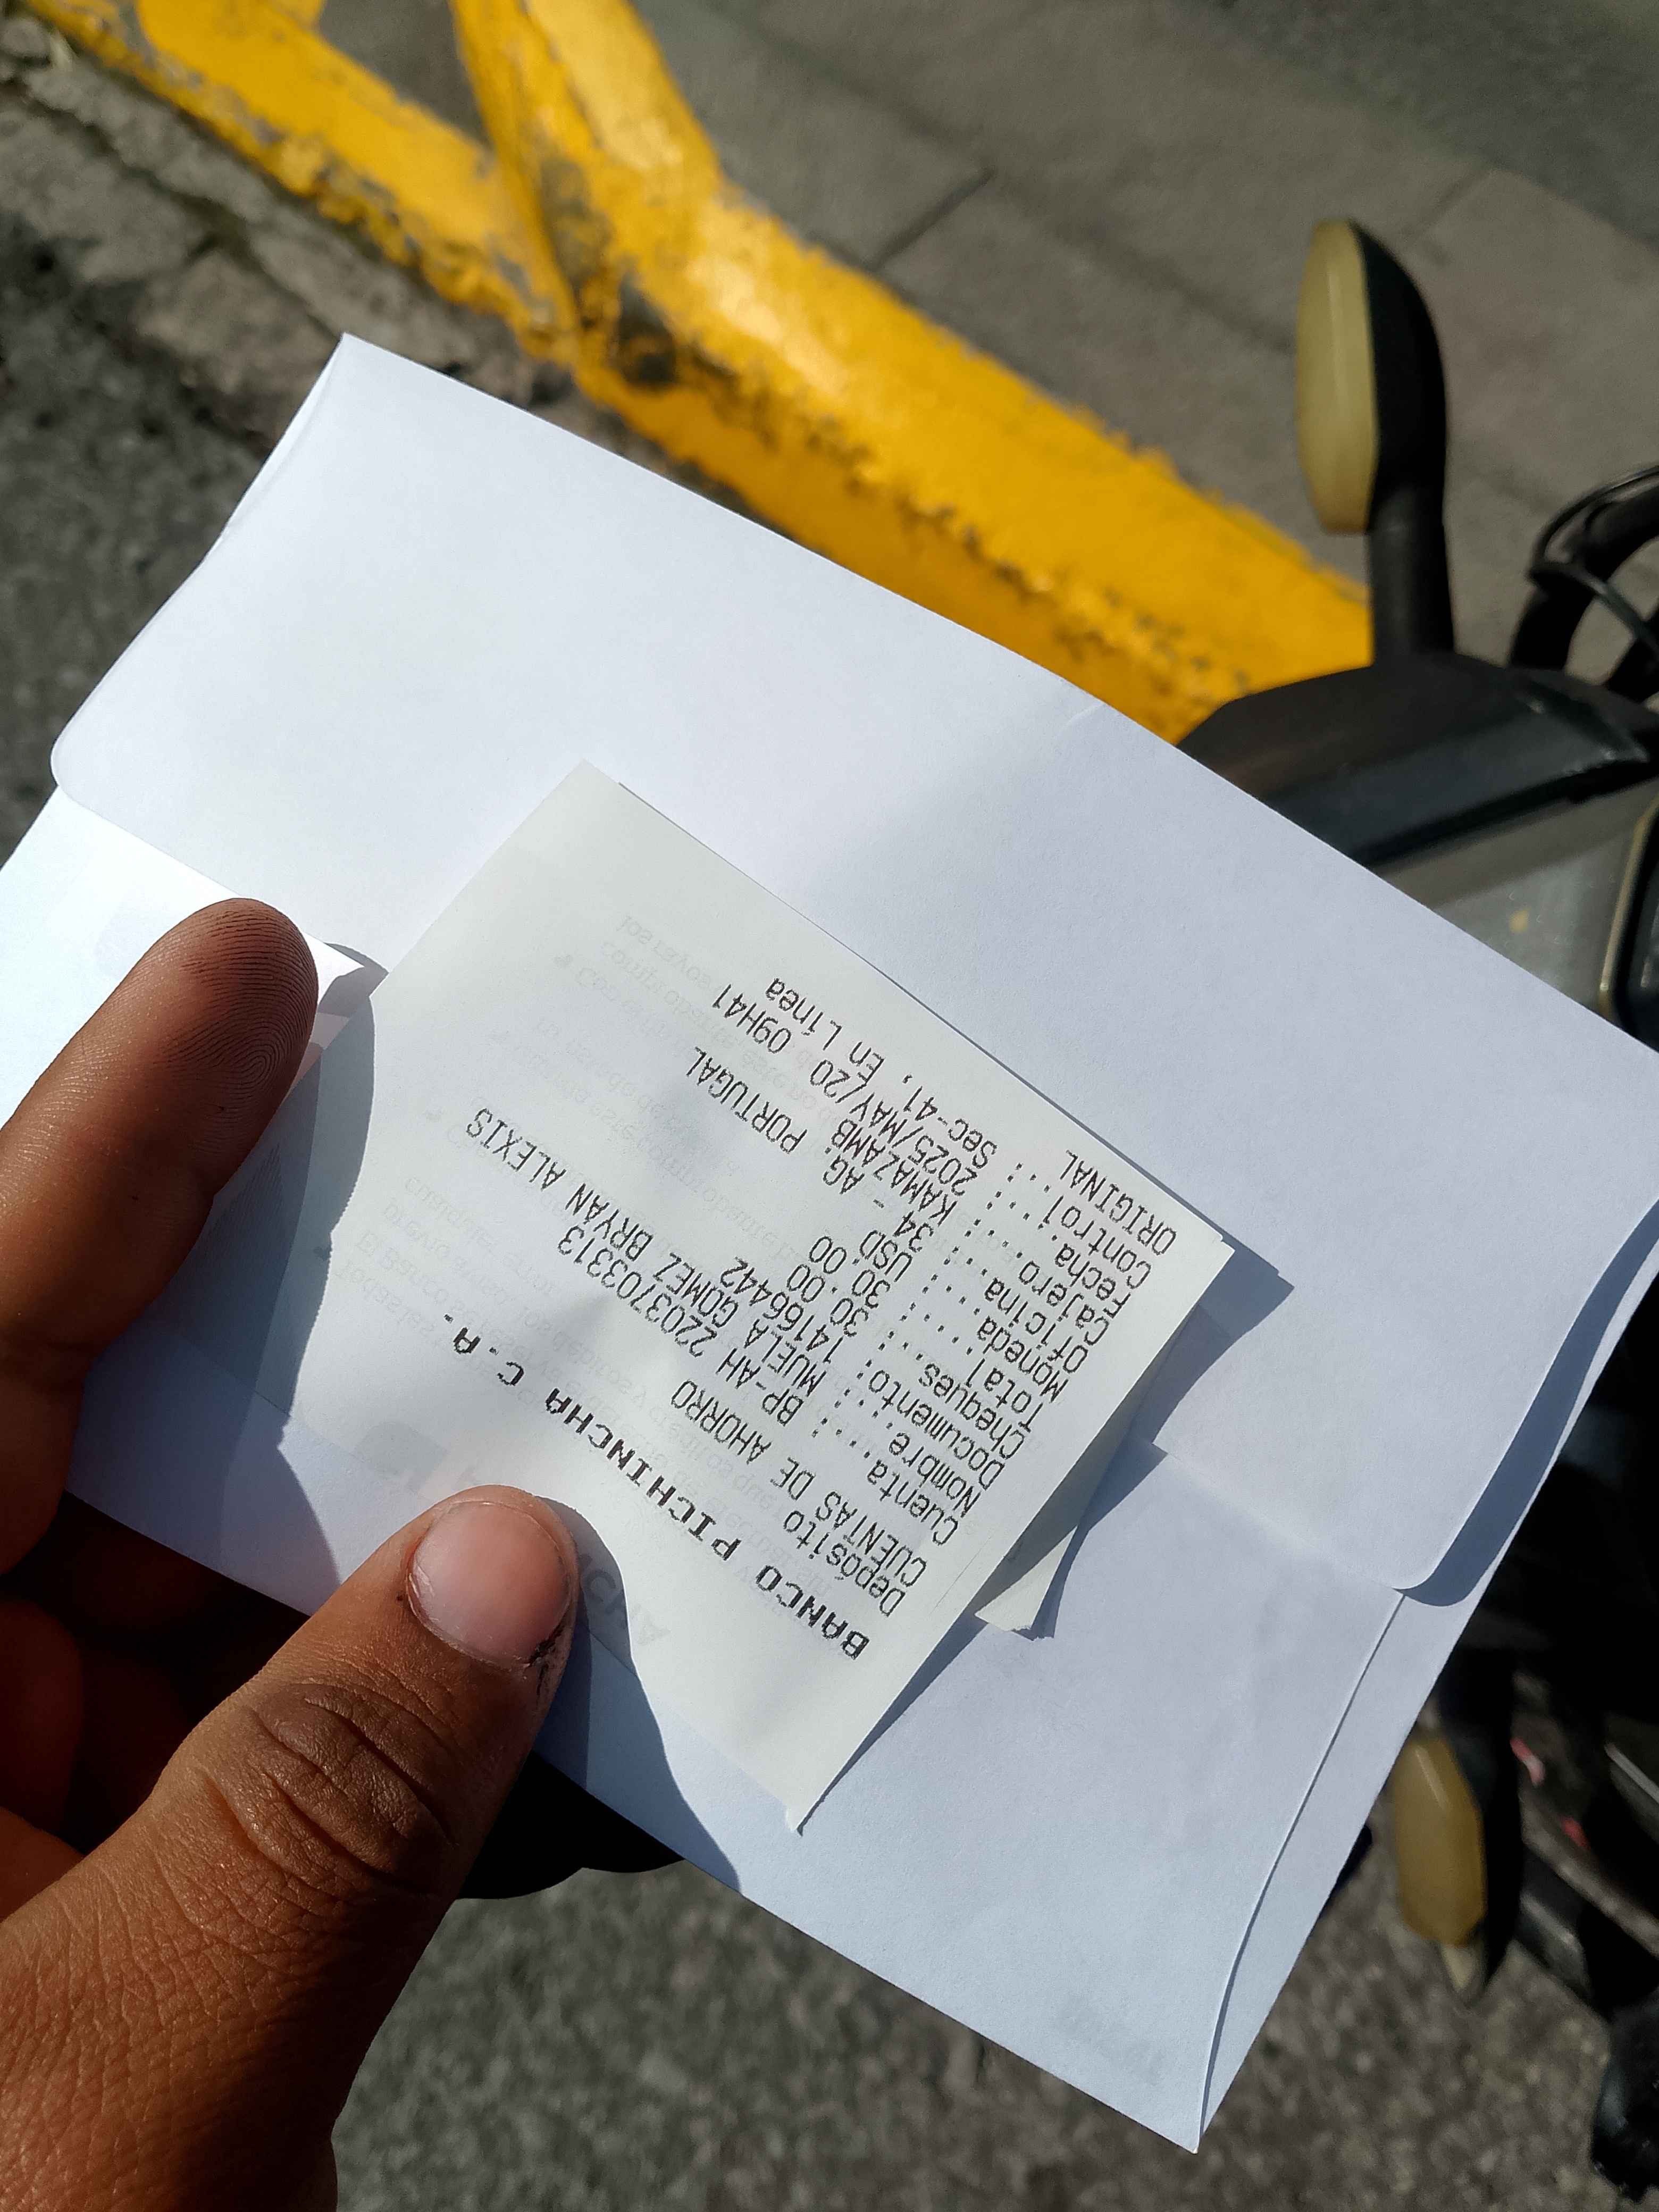 BANCO PICHINCHA C.A.
Depósito
CUENTAS DE AHORRO
Cuenta ....: BP-AH 2203703313
Nombre ....: MUELA GOMEZ BRYAN ALEXIS
Documento: 14166442
Cheques..: 30.00
Total ....: 30.00
Moneda ...: USD
Oficina ..: 34 - AG. PORTUGAL
Cajero ...: KAMAZAMB
Fecha ....: 2025/MAY/20 09H41
Control..: Sec-41, En Línea
ORIGINAL